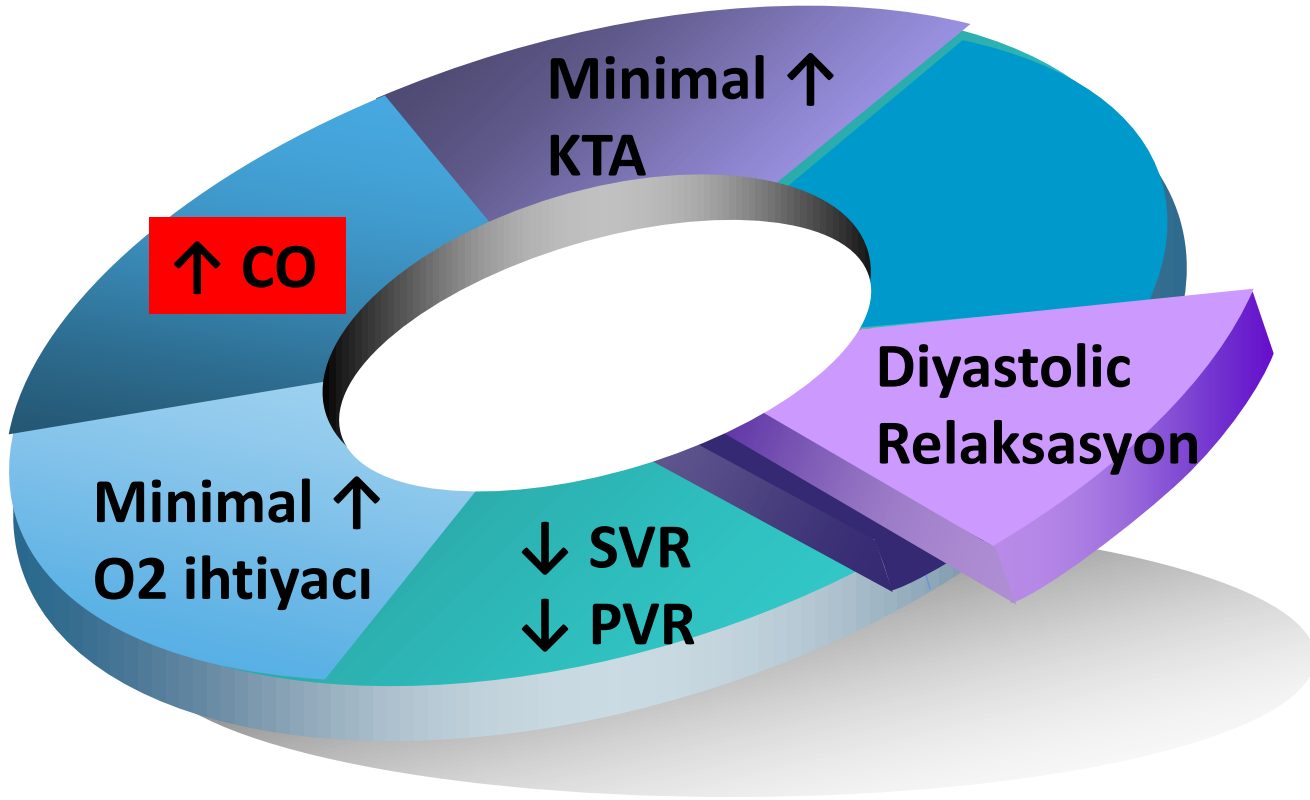 Minimal ↑
KTA
↑ CO
Diyastolic
Relaksasyon
Minimal ↑
O2 ihtiyacı
↓ SVR
↓ PVR